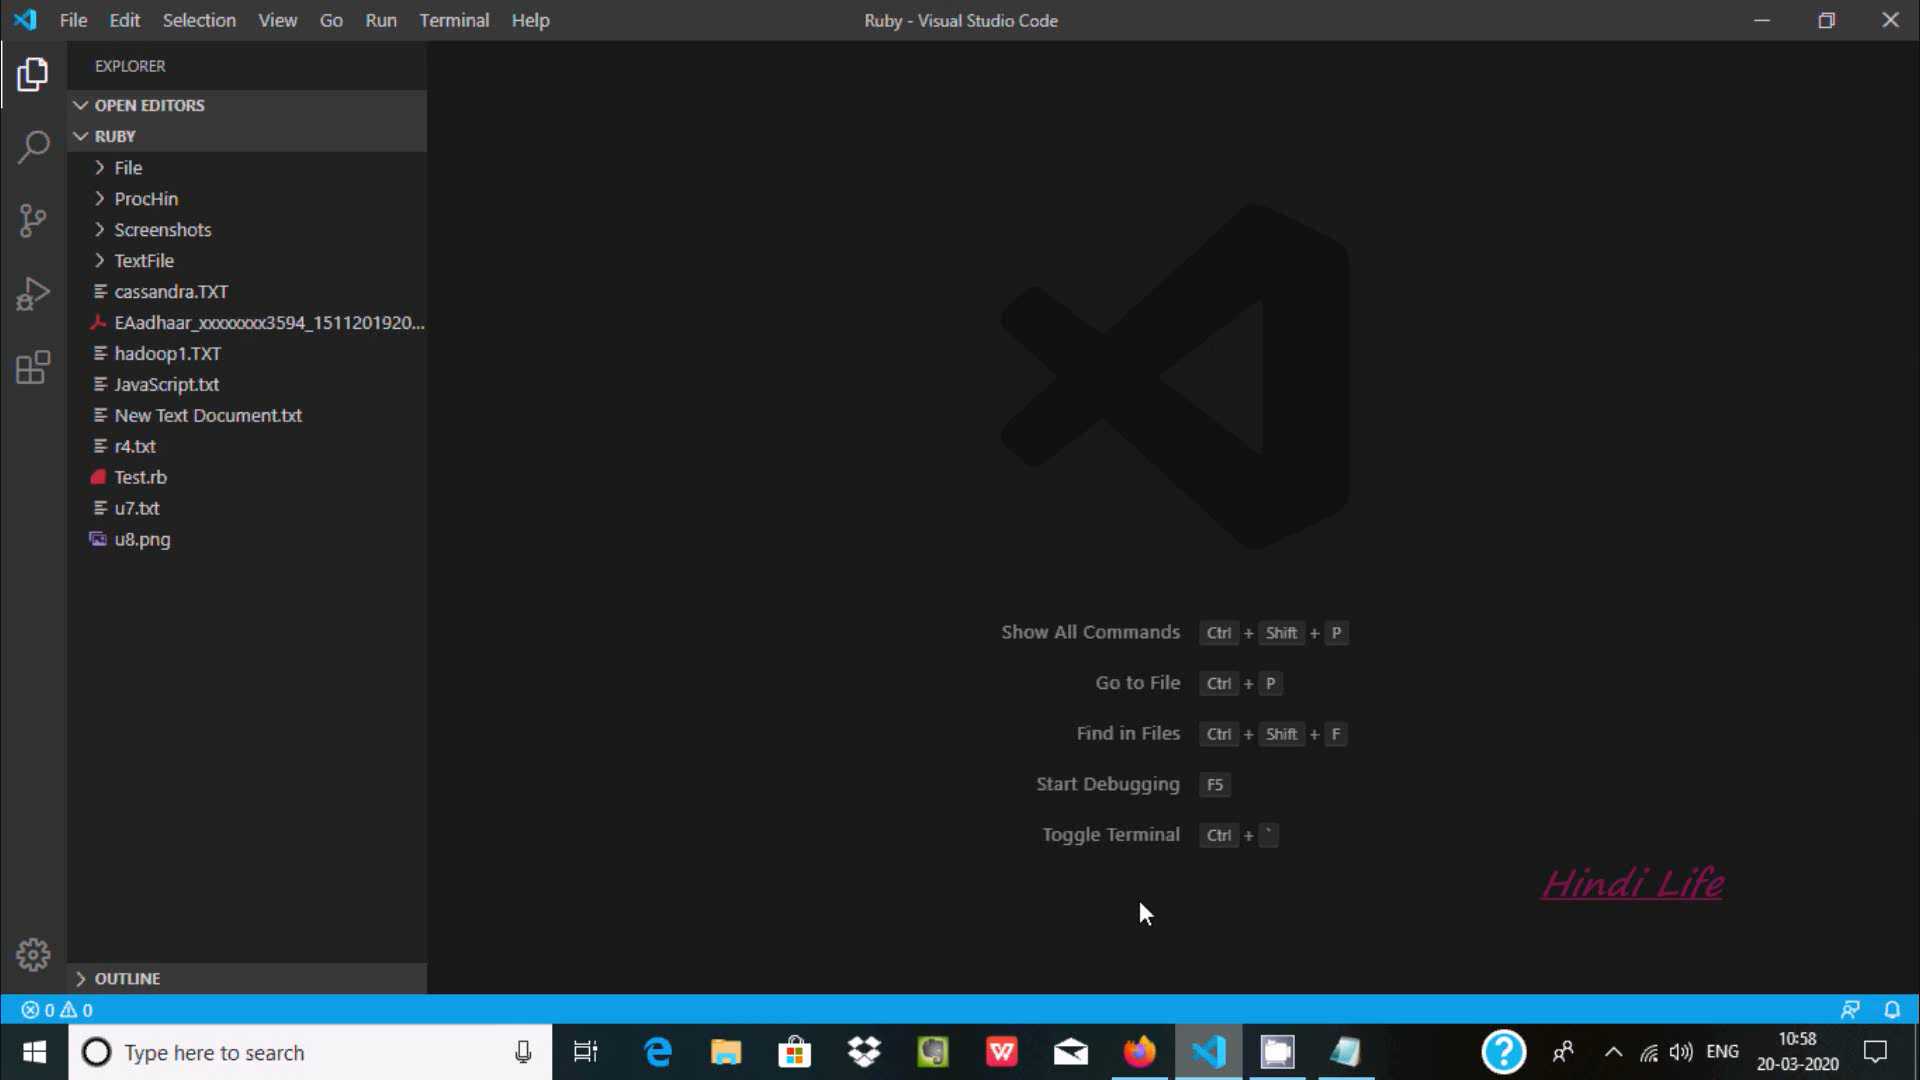 File Edit Selection View Go Run Terminal Help
Ruby - Visual Studio Code
EXPLORER
OPEN EDITORS
RUBY
File
ProcHin
Screenshots
TextFile
cassandra.TXT
EAadhaar_xxxxxxxx3594_1511201920...
hadoop1.TXT
JavaScript.txt
New Text Document.txt
r4.txt
Test.rb
u7.txt
u8.png
Show All Commands Ctrl + Shift + P
Go to File Ctrl + P
Find in Files Ctrl + Shift + F
Start Debugging F5
Toggle Terminal Ctrl + `
Hindi Life
OUTLINE
0 0
Type here to search
ENG
10:58
20-03-2020